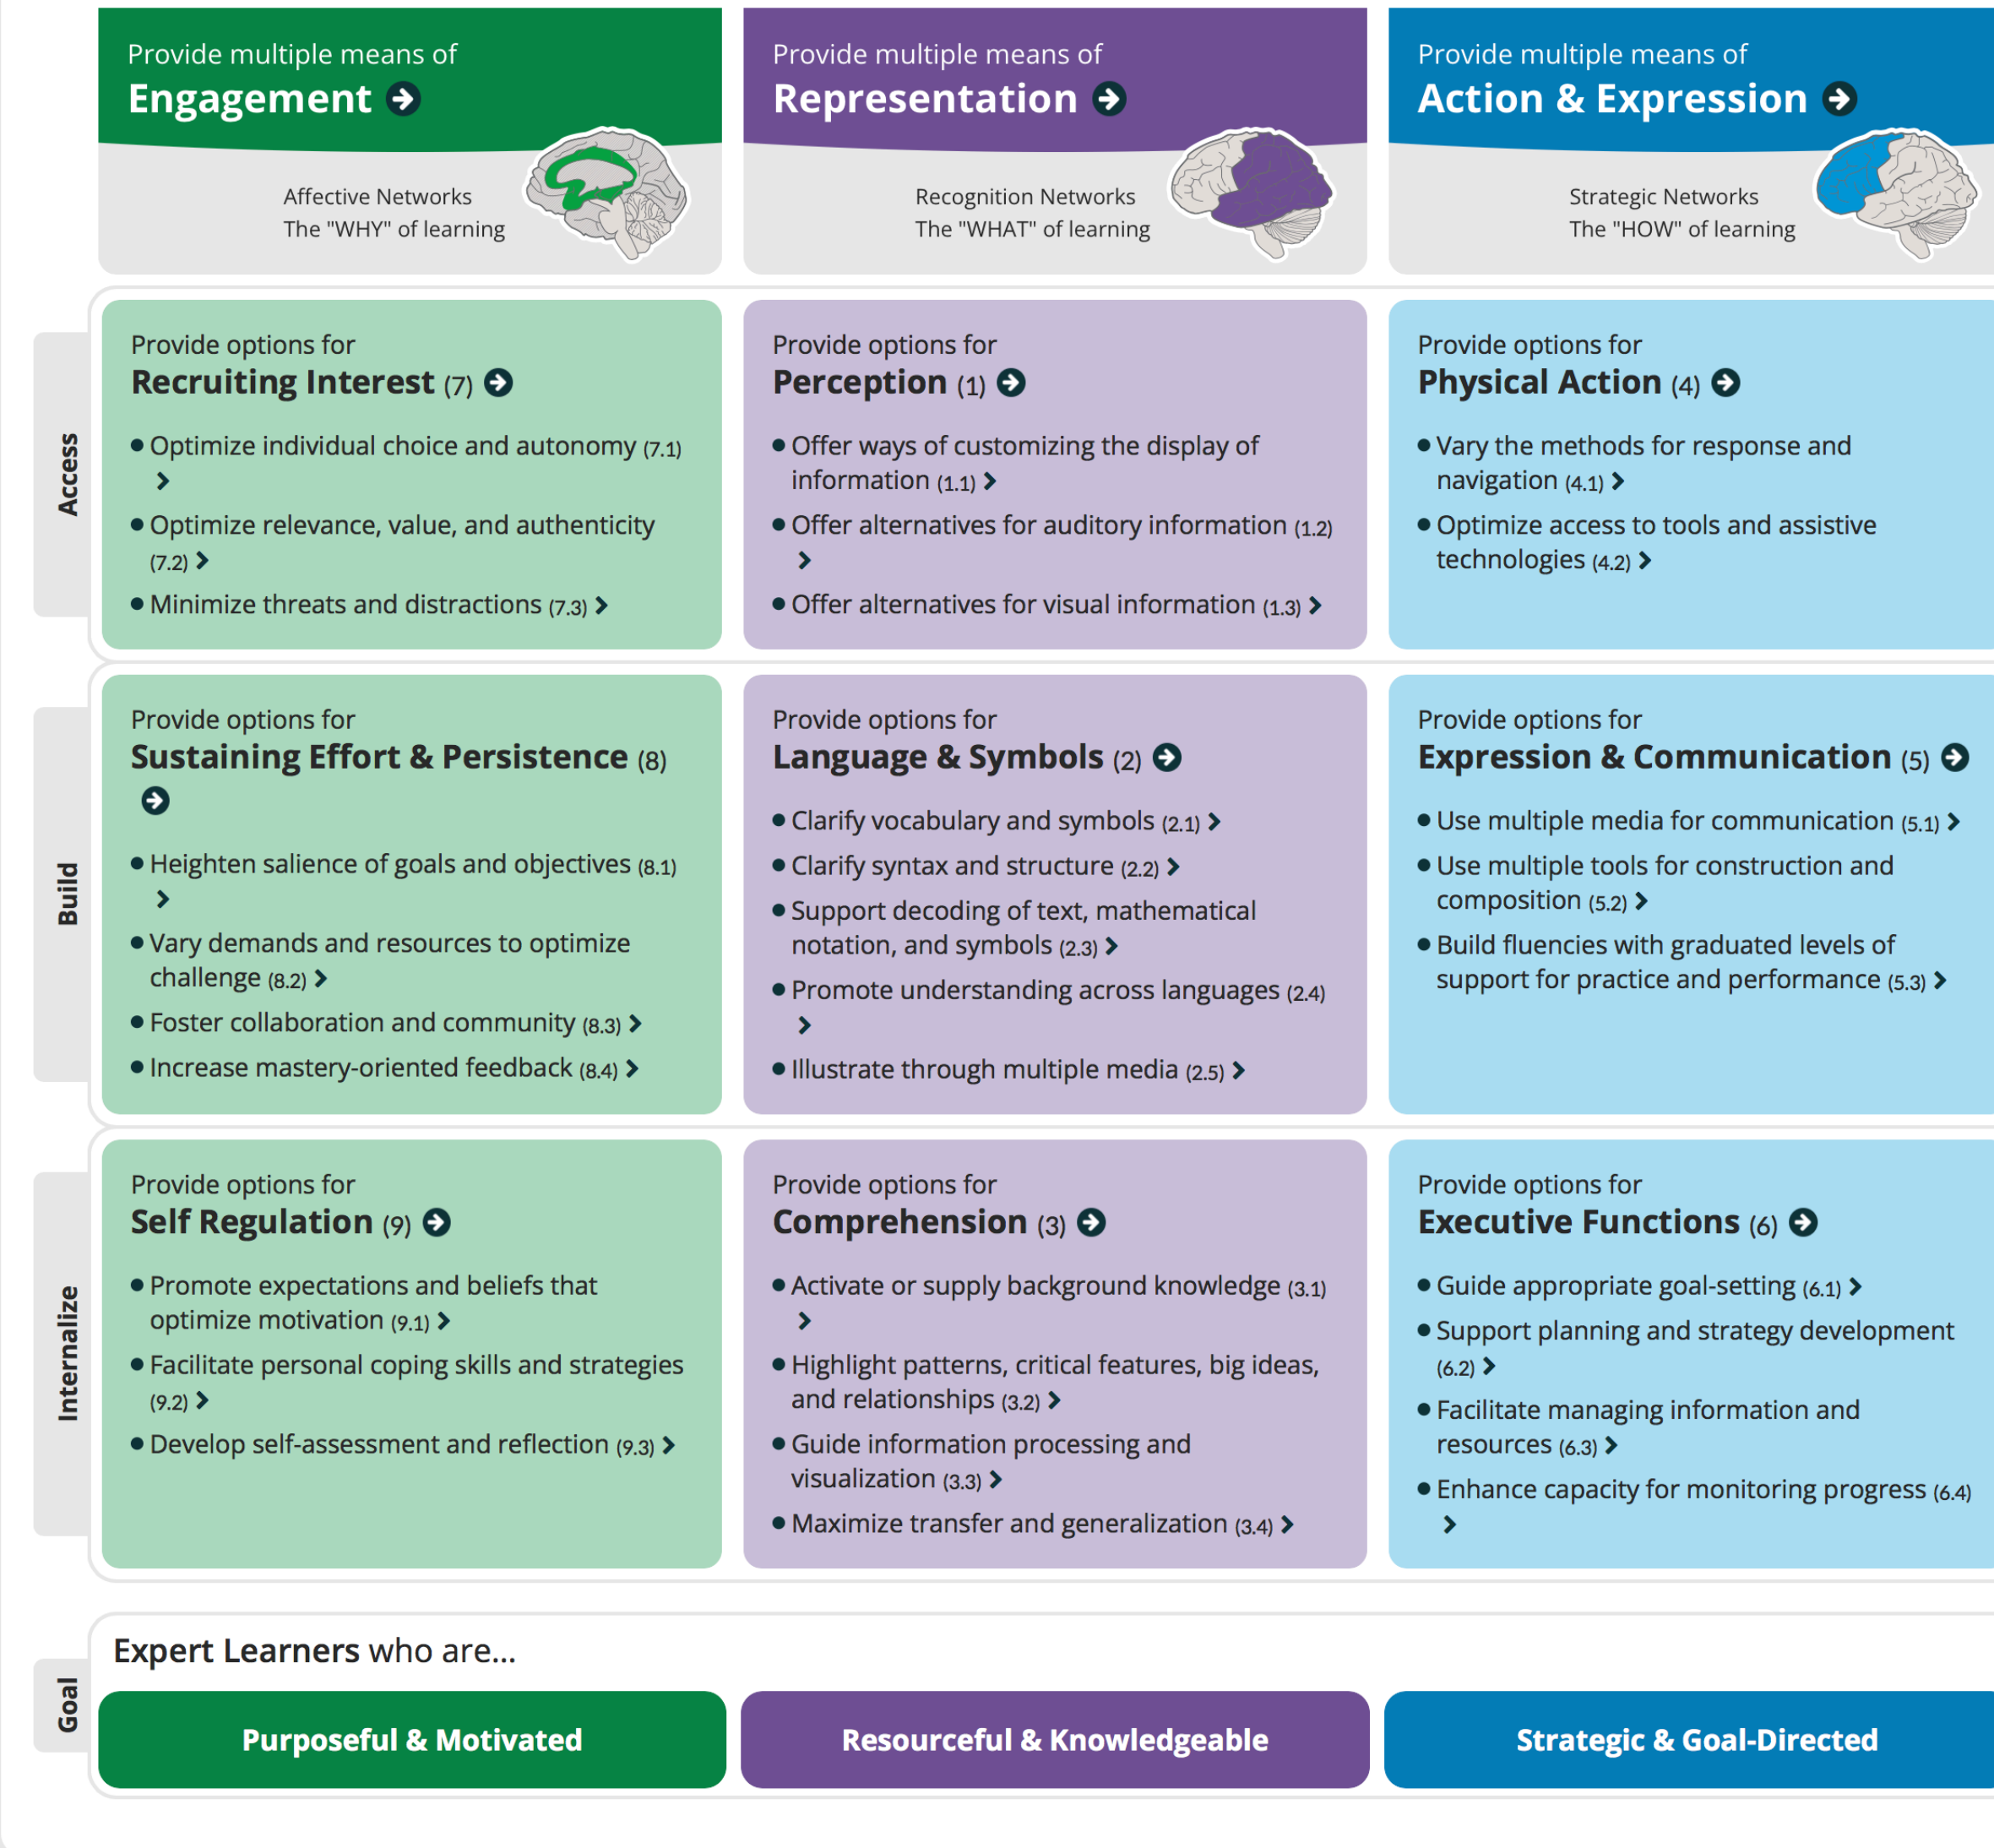 Provide multiple means of
Engagement
Affective Networks
The "WHY" of learning
Provide multiple means of
Representation
Recognition Networks
The "WHAT" of learning
Provide multiple means of
Action & Expression
Strategic Networks
The "HOW" of learning
Access
Provide options for
Recruiting Interest (7)
Optimize individual choice and autonomy (7.1)
Optimize relevance, value, and authenticity
(7.2)
Minimize threats and distractions (7.3)
Provide options for
Perception (1)
Offer ways of customizing the display of
information (1.1)
Offer alternatives for auditory information (1.2)
Offer alternatives for visual information (1.3)
Provide options for
Physical Action (4)
Vary the methods for response and
navigation (4.1)
Optimize access to tools and assistive
technologies (4.2)
Build
Provide options for
Sustaining Effort & Persistence (8)
Heighten salience of goals and objectives (8.1)
Vary demands and resources to optimize
challenge (8.2)
Foster collaboration and community (8.3)
Increase mastery-oriented feedback (8.4)
Provide options for
Language & Symbols (2)
Clarify vocabulary and symbols (2.1)
Clarify syntax and structure (2.2)
Support decoding of text, mathematical
notation, and symbols (2.3)
Promote understanding across languages (2.4)
Illustrate through multiple media (2.5)
Provide options for
Expression & Communication (5)
Use multiple media for communication (5.1)
Use multiple tools for construction and
composition (5.2)
Build fluencies with graduated levels of
support for practice and performance (5.3)
Internalize
Provide options for
Self Regulation (9)
Promote expectations and beliefs that
optimize motivation (9.1)
Facilitate personal coping skills and strategies
(9.2)
Develop self-assessment and reflection (9.3)
Provide options for
Comprehension (3)
Activate or supply background knowledge (3.1)
Highlight patterns, critical features, big ideas,
and relationships (3.2)
Guide information processing and
visualization (3.3)
Maximize transfer and generalization (3.4)
Provide options for
Executive Functions (6)
Guide appropriate goal-setting (6.1)
Support planning and strategy development
(6.2)
Facilitate managing information and
resources (6.3)
Enhance capacity for monitoring progress (6.4)
Goal
Expert Learners who are...
Purposeful & Motivated
Resourceful & Knowledgeable
Strategic & Goal-Directed